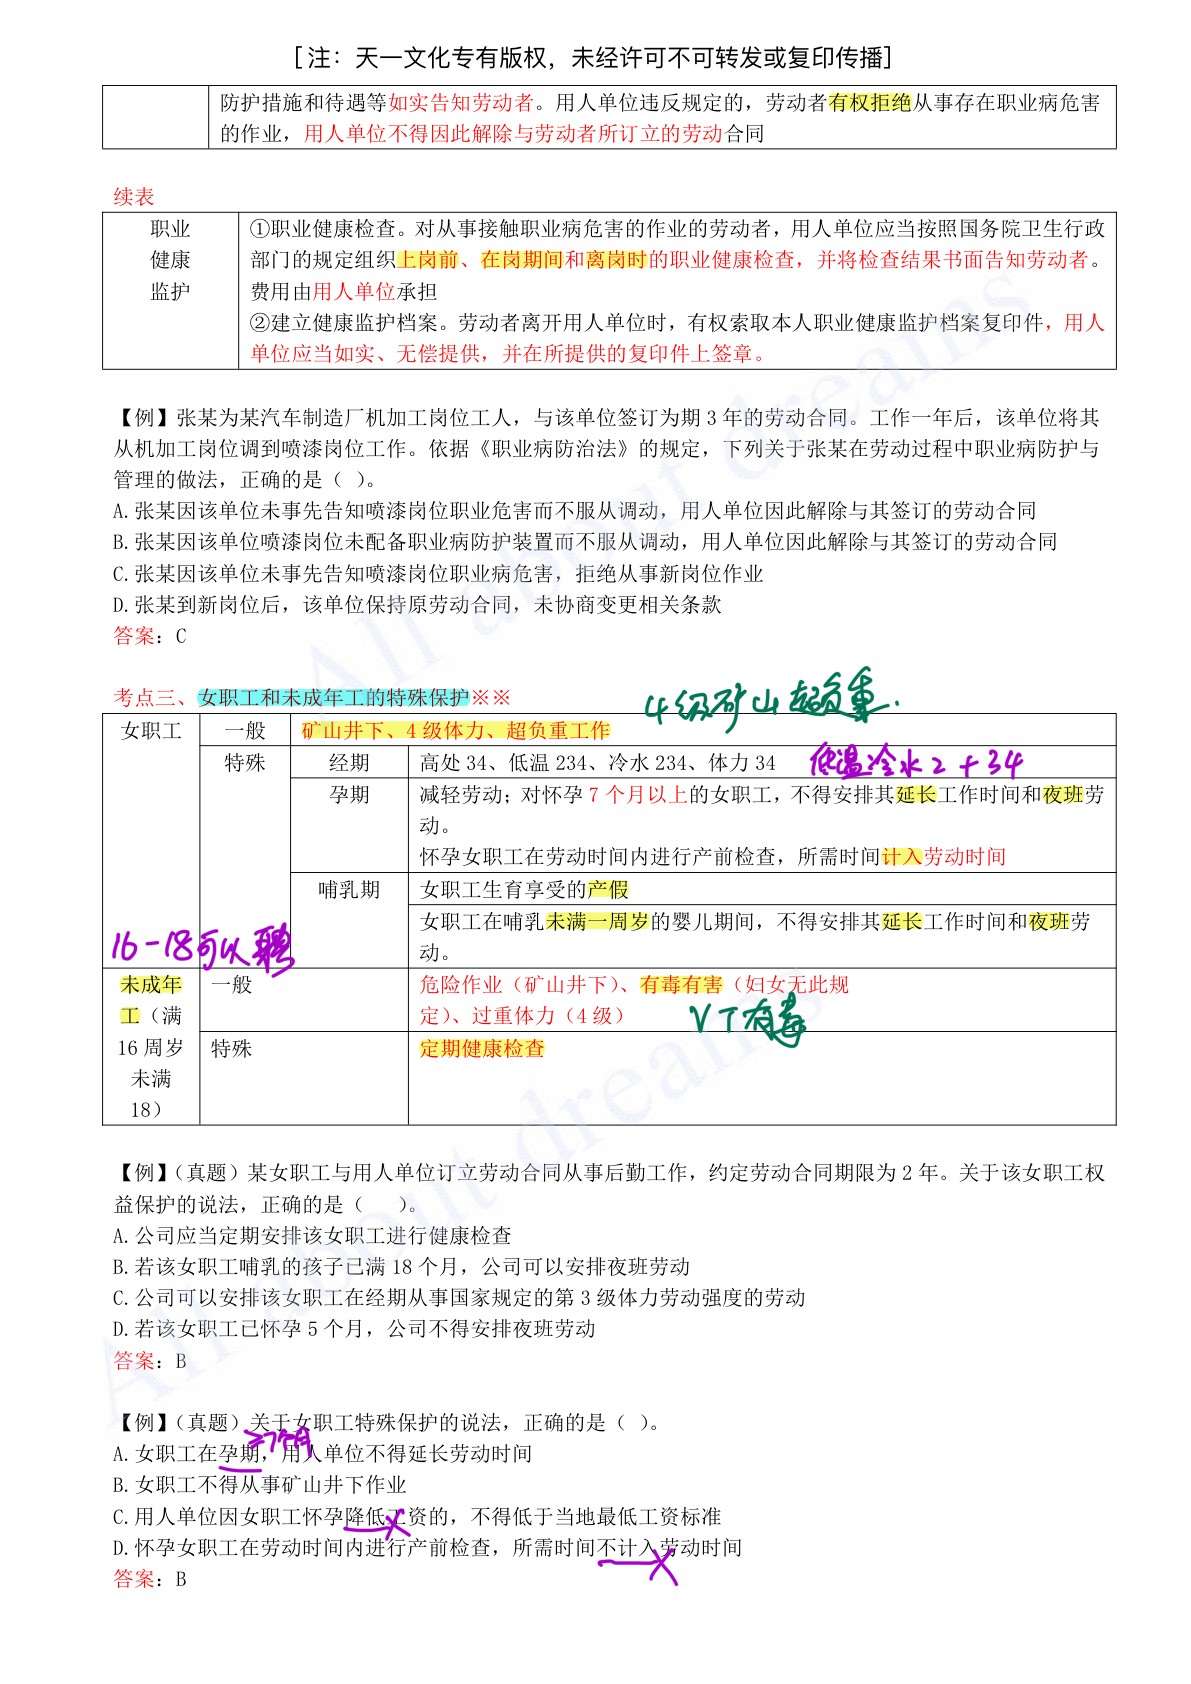 [注：天一文化专有版权，未经许可不可转发或复印传播]
防护措施和待遇等如实告知劳动者。用人单位违反规定的，劳动者有权拒绝从事存在职业病危害
的作业，用人单位不得因此解除与劳动者所订立的劳动合同
续表
职业
健康
监护
①职业健康检查。对从事接触职业病危害的作业的劳动者，用人单位应当按照国务院卫生行政
部门的规定组织上岗前、在岗期间和离岗时的职业健康检查，并将检查结果书面告知劳动者。
费用由用人单位承担
②建立健康监护档案。劳动者离开用人单位时，有权索取本人职业健康监护档案复印件，用人
单位应当如实、无偿提供，并在所提供的复印件上签章。
【例】张某为某汽车制造厂机加工岗位工人，与该单位签订为期 3 年的劳动合同。工作一年后，该单位将其
从机加工岗位调到喷漆岗位工作。依据《职业病防治法》的规定，下列关于张某在劳动过程中职业病防护与
管理的做法，正确的是（ ）。
A. 张某因该单位未事先告知喷漆岗位职业危害而不服从调动，用人单位因此解除与其签订的劳动合同
B. 张某因该单位喷漆岗位未配备职业病防护装置而不服从调动，用人单位因此解除与其签订的劳动合同
C. 张某因该单位未事先告知喷漆岗位职业病危害，拒绝从事新岗位作业
D. 张某到新岗位后，该单位保持原劳动合同，未协商变更相关条款
答案：C
考点三、女职工和未成年工的特殊保护※※
4级矿山超负重.
女职工
一般
矿山井下、4 级体力、超负重工作
特殊
经期
高处 34、低温 234、冷水 234、体力 34
低温冷水2+34
孕期
减轻劳动；对怀孕 7 个月以上的女职工，不得安排其延长工作时间和夜班劳
动。
怀孕女职工在劳动时间内进行产前检查，所需时间计入劳动时间
哺乳期
女职工生育享受的产假
女职工在哺乳未满一周岁的婴儿期间，不得安排其延长工作时间和夜班劳
动。
16-18可以聘
未成年
工（满
16 周岁
未满
18）
一般
危险作业（矿山井下）、有毒有害（妇女无此规
定）、过重体力（4 级）
VT有毒
特殊
定期健康检查
【例】（真题）某女职工与用人单位订立劳动合同从事后勤工作，约定劳动合同期限为 2 年。关于该女职工权
益保护的说法，正确的是（ ）。
A. 公司应当定期安排该女职工进行健康检查
B. 若该女职工哺乳的孩子已满 18 个月，公司可以安排夜班劳动
C. 公司可以安排该女职工在经期从事国家规定的第 3 级体力劳动强度的劳动
D. 若该女职工已怀孕 5 个月，公司不得安排夜班劳动
答案：B
【例】（真题）关于女职工特殊保护的说法，正确的是（ ）。
≥7个月
A. 女职工在孕期，用人单位不得延长劳动时间
B. 女职工不得从事矿山井下作业
C. 用人单位因女职工怀孕降低工资的，不得低于当地最低工资标准
D. 怀孕女职工在劳动时间内进行产前检查，所需时间不计入劳动时间
答案：B
All about dreams
All about dreams